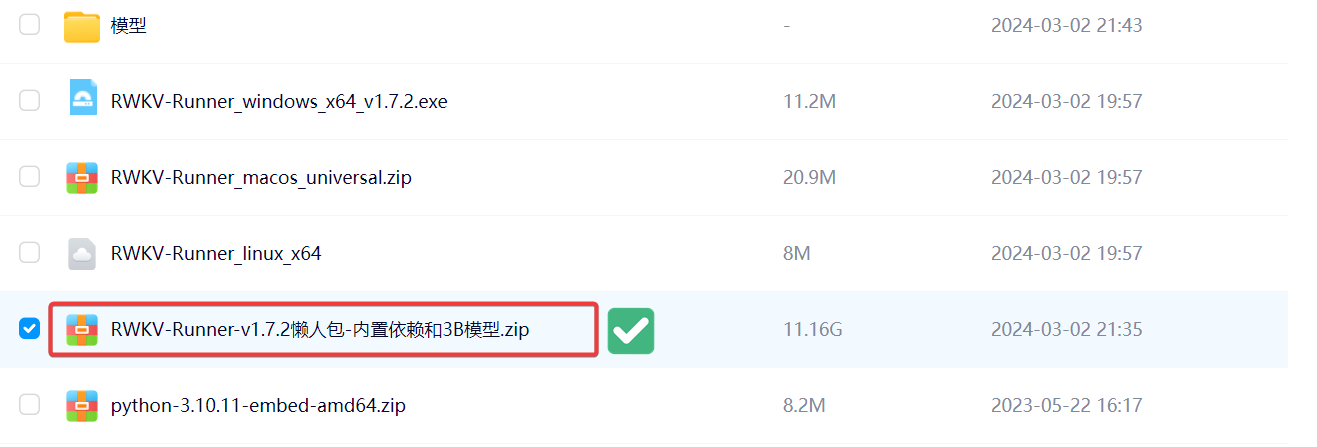 模型 - 2024-03-02 21:43
RWKV-Runner_windows_x64_v1.7.2.exe 11.2M 2024-03-02 19:57
RWKV-Runner_macos_universal.zip 20.9M 2024-03-02 19:57
RWKV-Runner_linux_x64 8M 2024-03-02 19:57
RWKV-Runner-v1.7.2懒人包-内置依赖和3B模型.zip 11.16G 2024-03-02 21:35
python-3.10.11-embed-amd64.zip 8.2M 2023-05-22 16:17